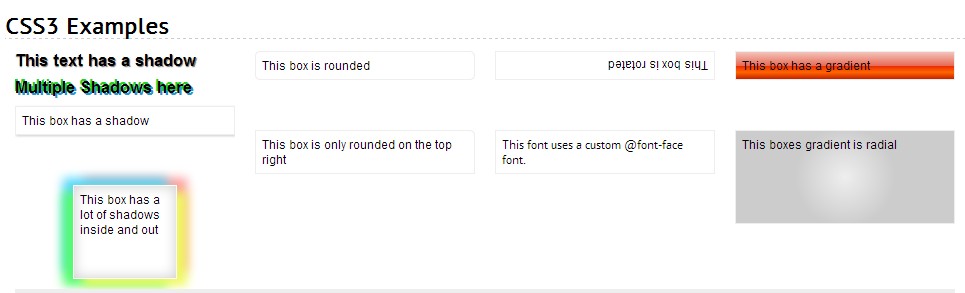 CSS3 Examples
This text has a shadow
Multiple Shadows here
This box has a shadow
This box has a
lot of shadows
inside and out
This box is rounded
This box is only rounded on the top
right
This box is rotated
This font uses a custom @font-face
font.
This box has a gradient
This boxes gradient is radial